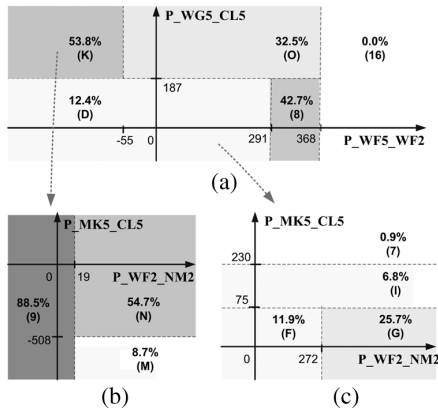 P_WG5_CL5
53.8% 32.5% 0.0%
(K) (O) (16)
187
12.4% 42.7%
(D) (8)
-55 0 291 368 P_WF5_WF2
(a)
P_MK5_CL5
0 19 P_WF2_NM2
88.5% 54.7%
(9) (N)
-508
8.7%
(M)
(b)
P_MK5_CL5
0.9%
(7)
230
6.8%
(I)
75
11.9% 25.7%
(F) (G)
0 272 P_WF2_NM2
(c)